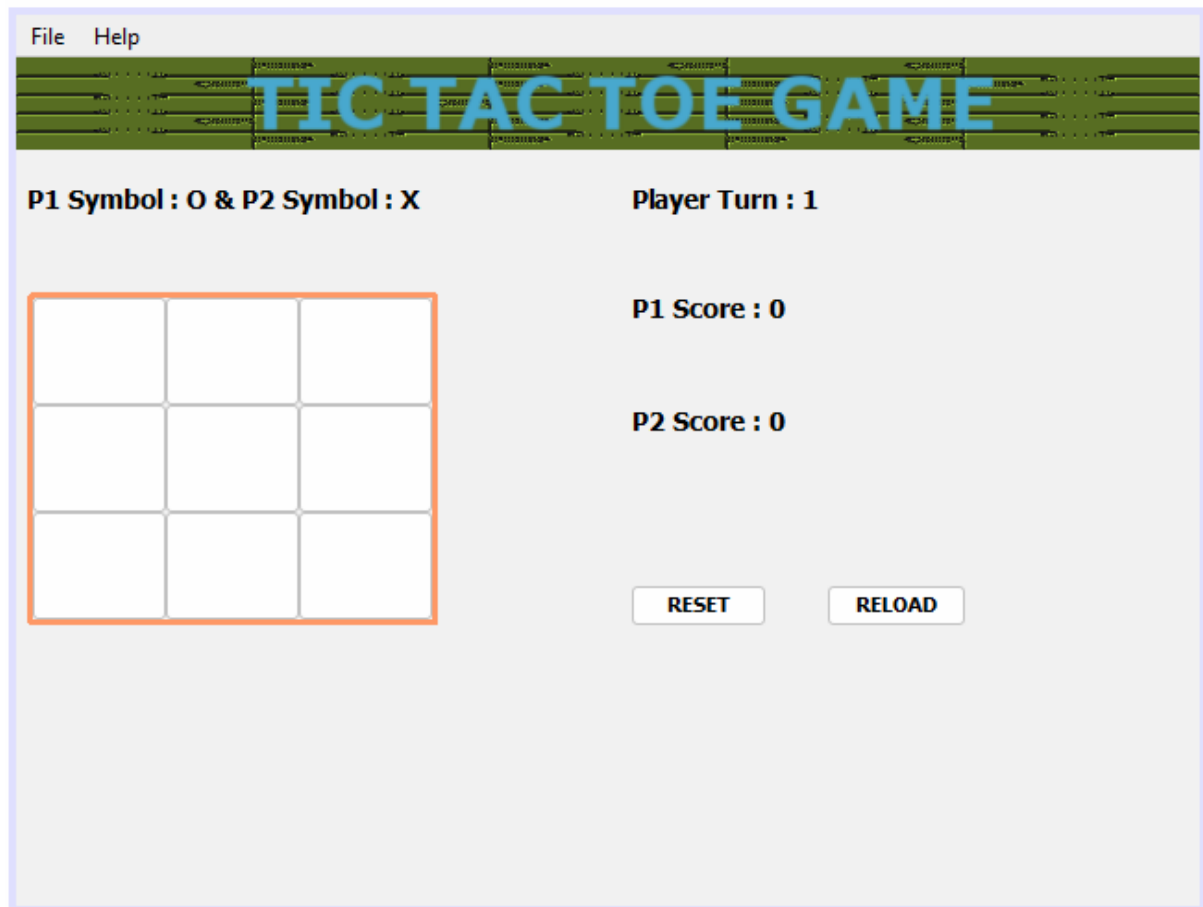 File Help
TIC TAC TOE GAME
P1 Symbol : O & P2 Symbol : X
Player Turn : 1
P1 Score : 0
P2 Score : 0
RESET
RELOAD